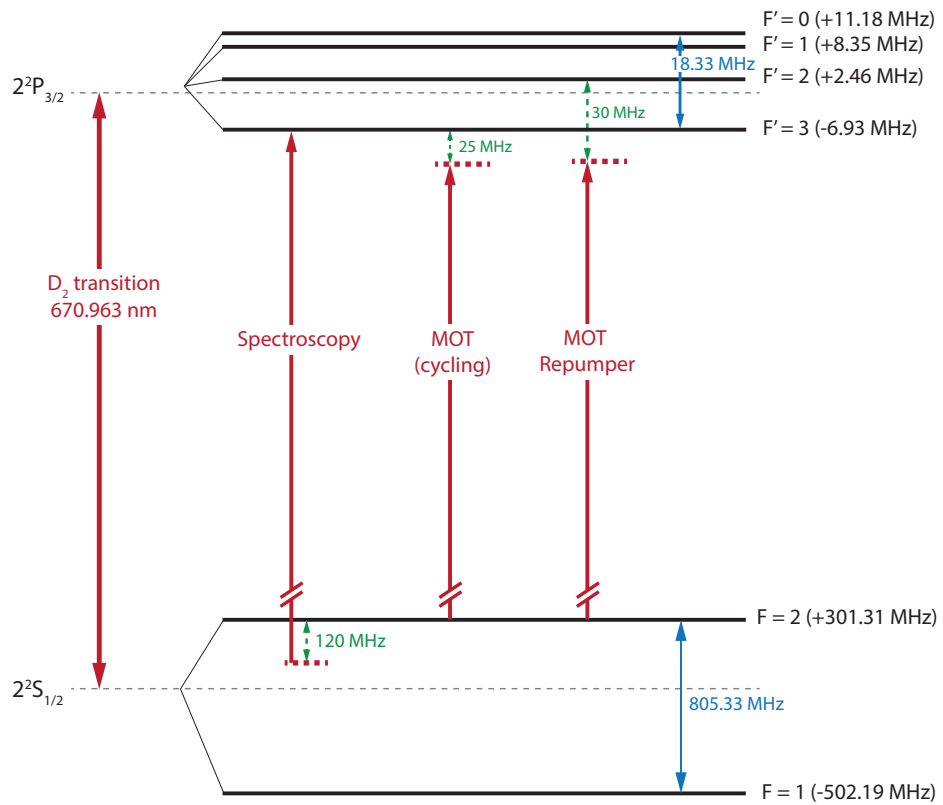 F' = 0 (+11.18 MHz)
F' = 1 (+8.35 MHz)
18.33 MHz
F' = 2 (+2.46 MHz)
2²P₃/₂
30 MHz
F' = 3 (-6.93 MHz)
25 MHz
D₂ transition
670.963 nm
Spectroscopy
MOT
(cycling)
MOT
Repumper
F = 2 (+301.31 MHz)
120 MHz
2²S₁/₂
805.33 MHz
F = 1 (-502.19 MHz)